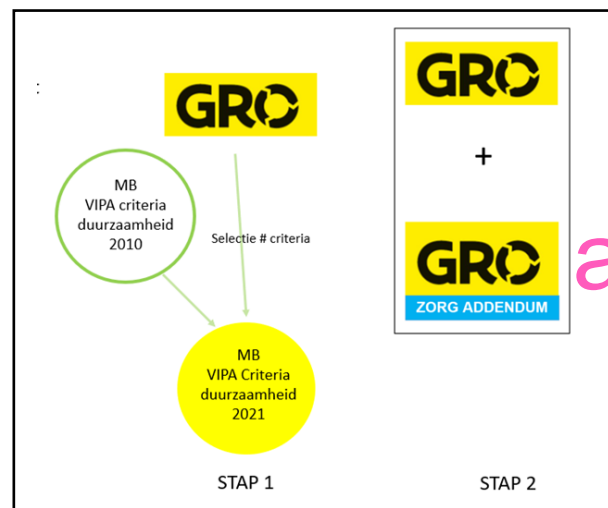 :
GRO
MB
VIPA criteria
duurzaamheid
2010
Selectie # criteria
MB
VIPA Criteria
duurzaamheid
2021
STAP 1
GRO
+
GRO
ZORG ADDENDUM
a
STAP 2